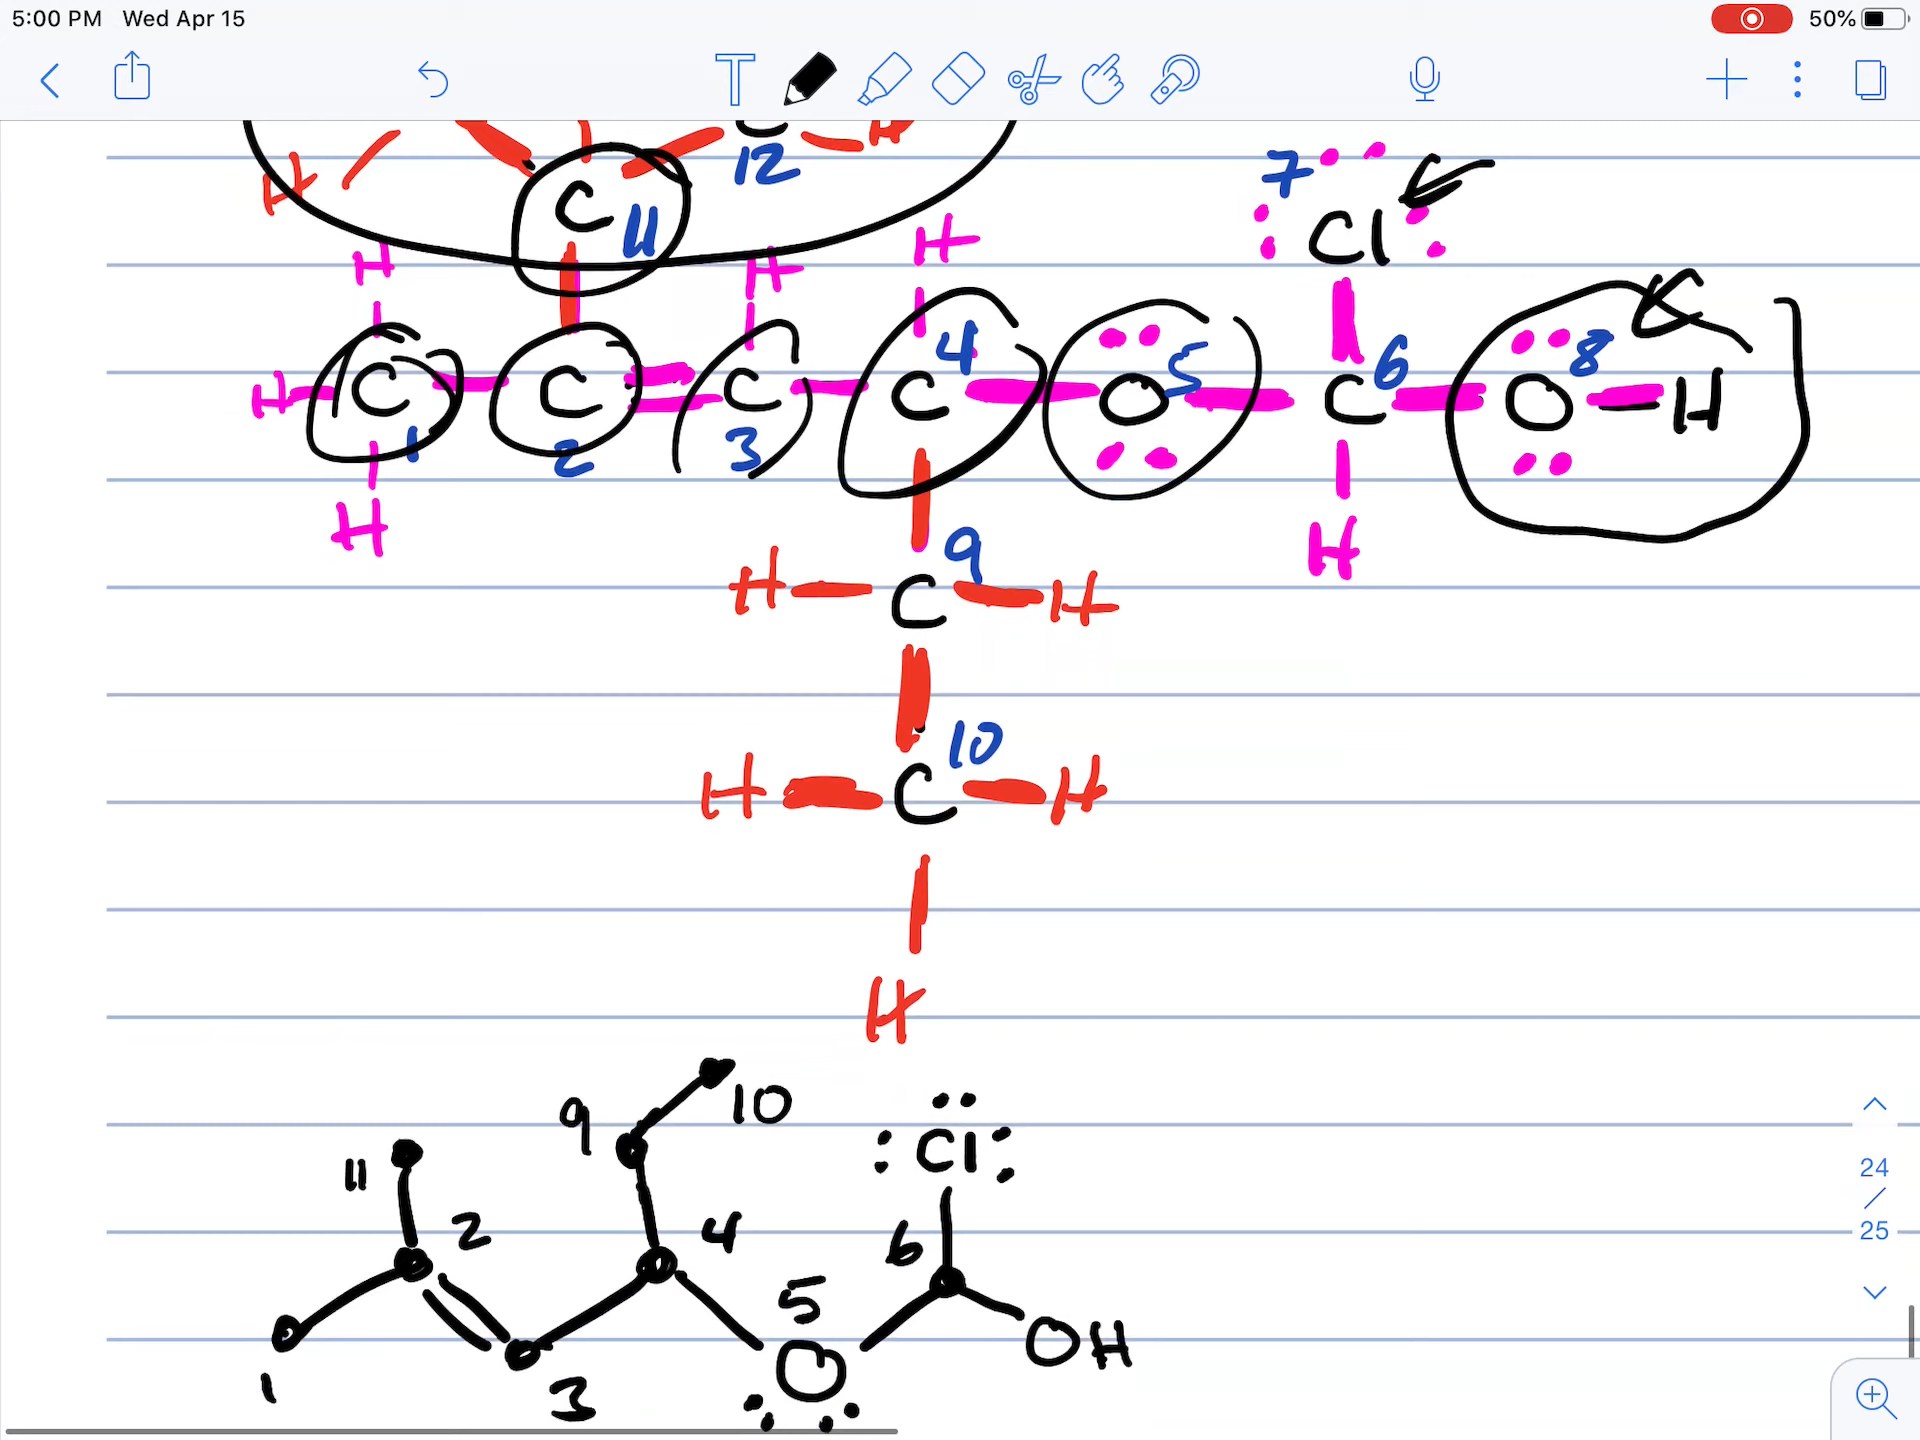 5:00 PM Wed Apr 15 50%
T
C H
12
7
H
C
11
Cl
H H H
H C C C C O C O H
1 2 3 4 5 6 8
H H
9
H C H
10
H C H
H
10
9
Cl
11
2 4 6
5
O OH
1 3
24
/
25